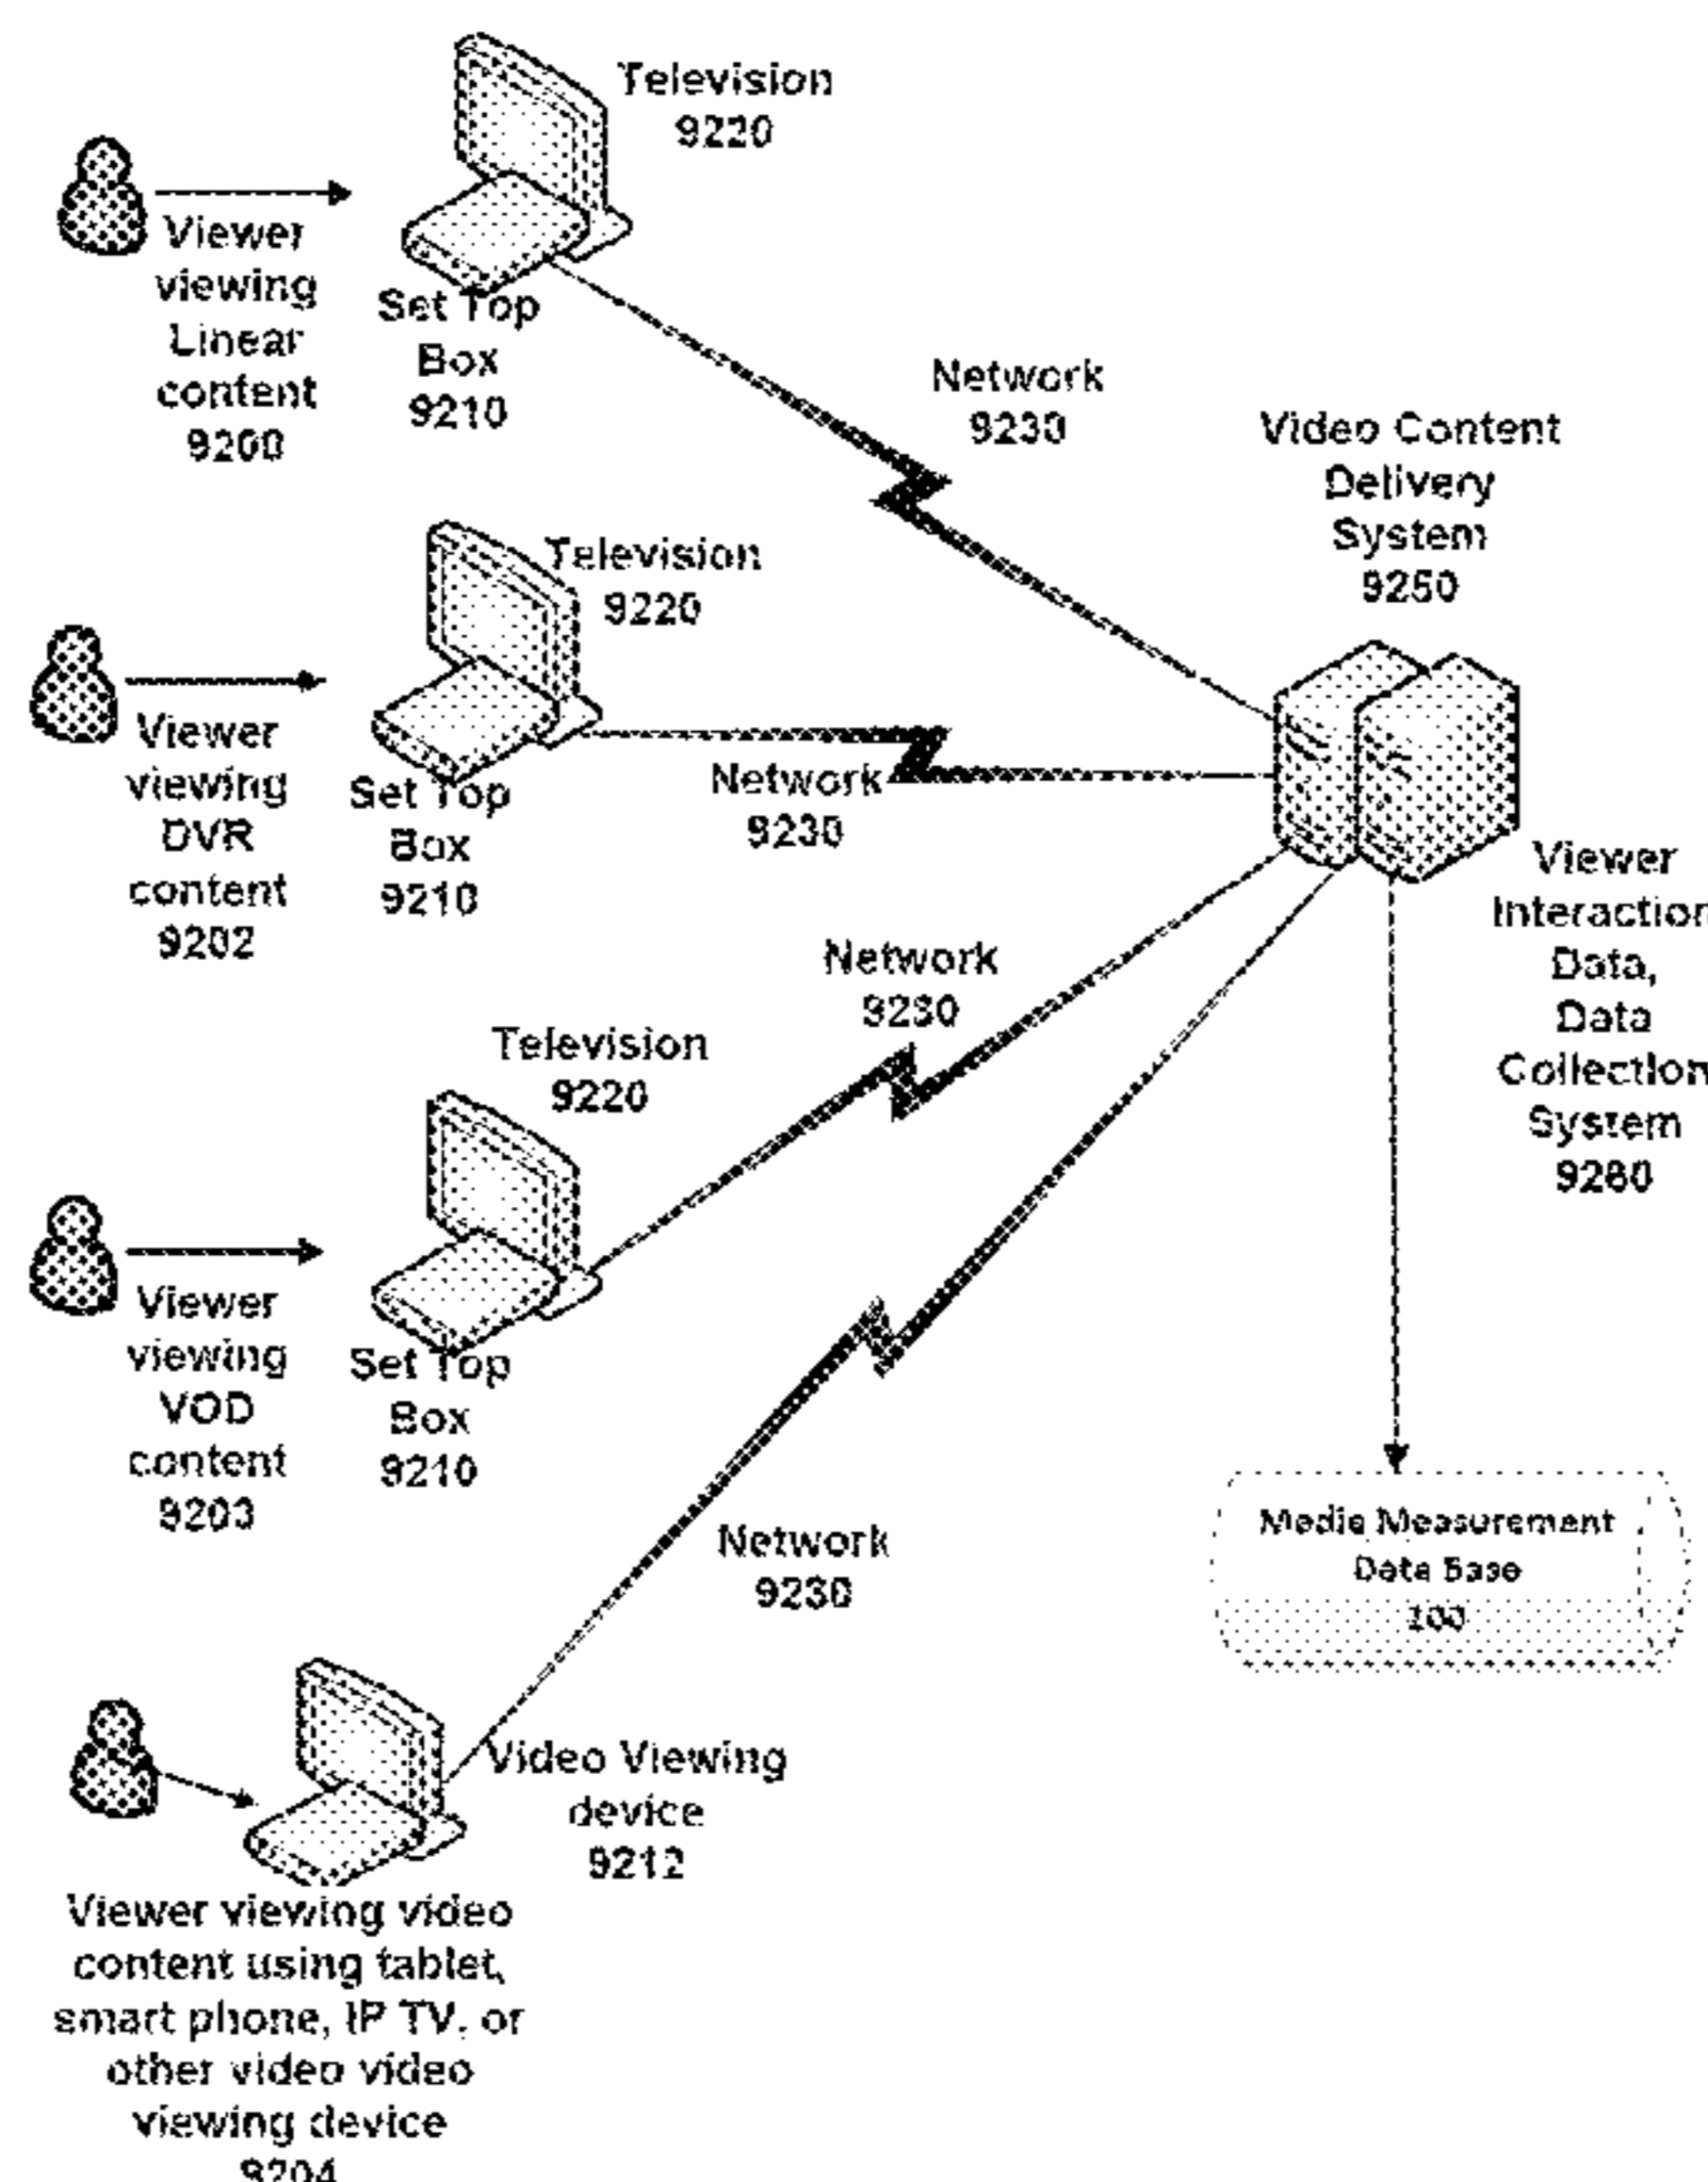 Television
9220
Viewer
viewing
Linear
content
9200
Set Top
Box
9210
Network
9230
Video Content
Delivery
System
9250
Television
9220
Viewer
viewing
DVR
content
9202
Set Top
Box
9210
Network
9230
Viewer
Interaction
Data,
Data
Collection
System
9260
Network
9230
Television
9220
Viewer
viewing
VOD
content
9203
Set Top
Box
9210
Network
9230
Media Measurement
Data Base
100
Video Viewing
device
9212
Viewer viewing video
content using tablet,
smart phone, IP TV, or
other video video
viewing device
9204